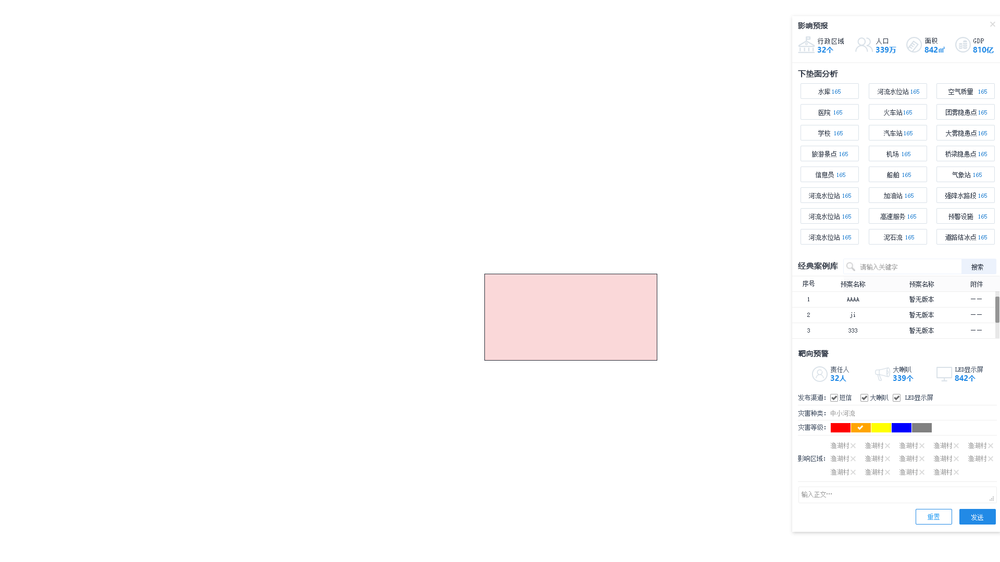 影响预报
行政区域 人口 面积 GDP
32个 339万 842㎡ 810亿
下垫面分析
水库 165 河流水位站 165 空气质量 165
医院 165 火车站 165 团雾隐患点 165
学校 165 汽车站 165 大雾隐患点 165
旅游景点 165 机场 165 桥梁隐患点 165
信息员 165 船舶 165 气象站 165
河流水位站 165 加油站 165 强降水路段 165
河流水位站 165 高速服务 165 预警设施 165
河流水位站 165 泥石流 165 道路结冰点 165
经典案例库 请输入关键字 搜索
序号 预案名称 预案名称 附件
1 AAAA 暂无版本 ——
2 ji 暂无版本 ——
3 333 暂无版本 ——
靶向预警
责任人 大喇叭 LED显示屏
32人 339个 842个
发布渠道： 短信 大喇叭 LED显示屏
灾害种类： 中小河流
灾害等级：
渔湖村 渔湖村 渔湖村 渔湖村 渔湖村
影响区域： 渔湖村 渔湖村 渔湖村 渔湖村 渔湖村
渔湖村 渔湖村 渔湖村 渔湖村
输入正文…
重置 发送